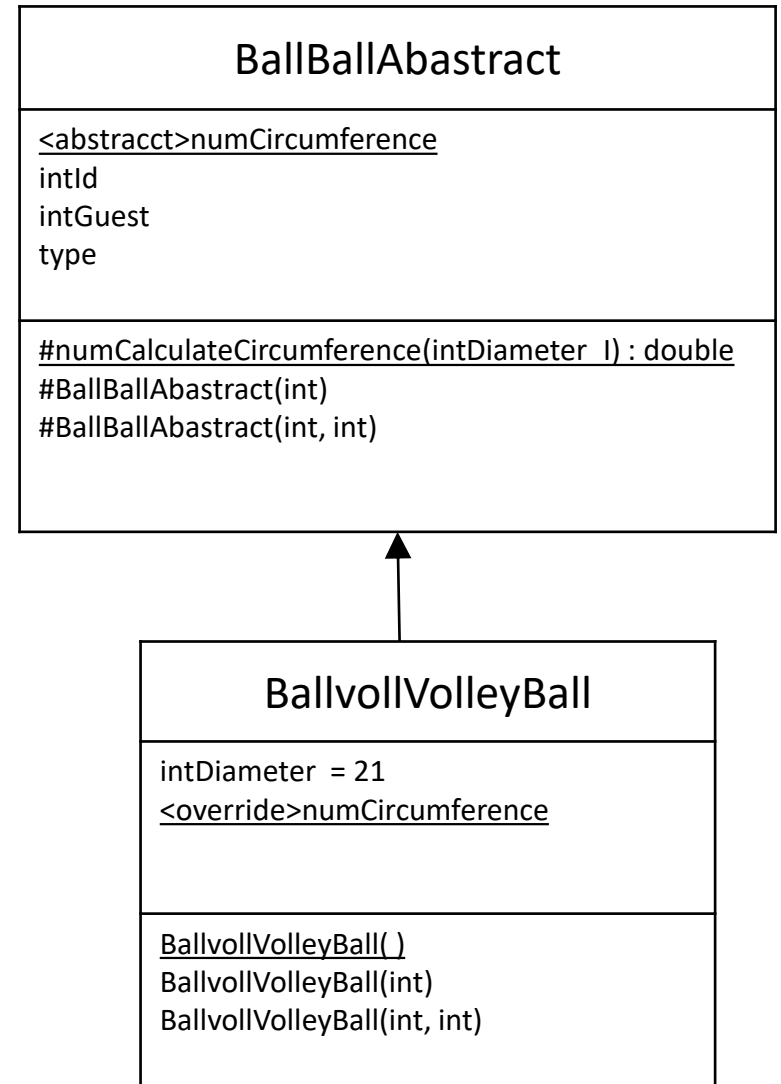 BallBallAbastract
<abstracct>numCircumference
intId
intGuest
type
#numCalculateCircumference(intDiameter_I) : double
#BallBallAbastract(int)
#BallBallAbastract(int, int)
BallvollVolleyBall
intDiameter  = 21
<override>numCircumference
BallvollVolleyBall( )
BallvollVolleyBall(int)
BallvollVolleyBall(int, int)